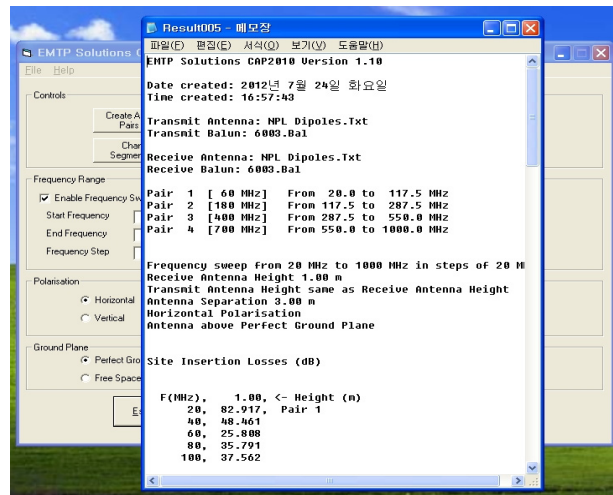 Result005 - 메모장
파일(F) 편집(E) 서식(O) 보기(V) 도움말(H)
EMTP Solutions CAP2010 Version 1.10
Date created: 2012년 7월 24일 화요일
Time created: 16:57:43
Transmit Antenna: NPL Dipoles.Txt
Transmit Balun: 6003.Bal
Receive Antenna: NPL Dipoles.Txt
Receive Balun: 6003.Bal
Pair 1 [ 60 MHz] From 20.0 to 117.5 MHz
Pair 2 [180 MHz] From 117.5 to 287.5 MHz
Pair 3 [400 MHz] From 287.5 to 550.0 MHz
Pair 4 [700 MHz] From 550.0 to 1000.0 MHz
Frequency sweep from 20 MHz to 1000 MHz in steps of 20 M
Receive Antenna Height 1.00 m
Transmit Antenna Height same as Receive Antenna Height
Antenna Separation 3.00 m
Horizontal Polarisation
Antenna above Perfect Ground Plane
Site Insertion Losses (dB)
F(MHz), 1.00, <- Height (m)
20, 82.917, Pair 1
40, 48.461
60, 25.808
80, 35.791
100, 37.562
EMTP Solutions
File Help
Controls
Create A
Pairs
Char
Segmen
Frequency Range
Enable Frequency Sw
Start Frequency
End Frequency
Frequency Step
Polarisation
Horizontal
Vertical
Ground Plane
Perfect Gro
Free Space